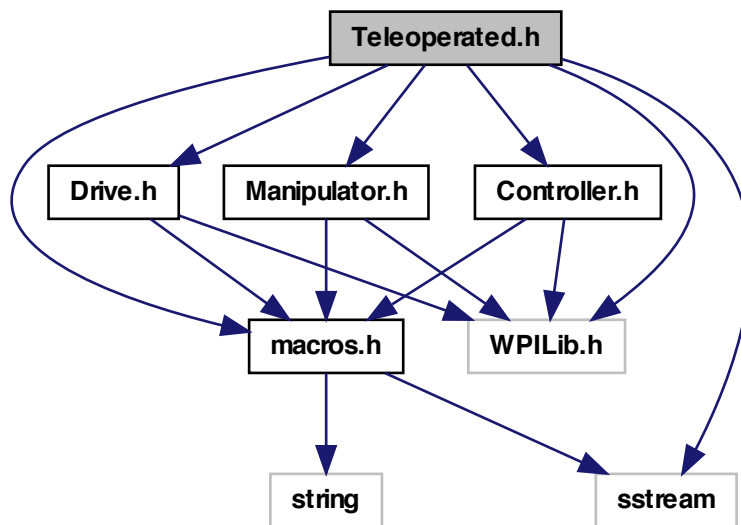 Teleoperated.h
Drive.h
Manipulator.h
Controller.h
macros.h
WPILib.h
string
sstream